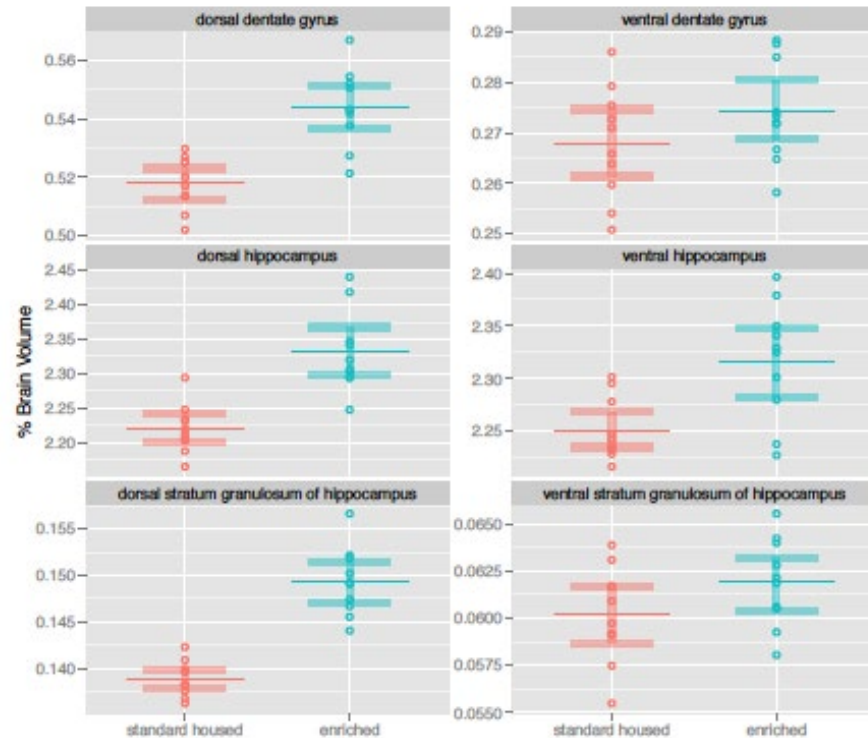 dorsal dentate gyrus
ventral dentate gyrus
0.56
0.54
0.52
0.50
0.29
0.28
0.27
0.26
0.25
dorsal hippocampus
ventral hippocampus
% Brain Volume
2.45
2.40
2.35
2.30
2.25
2.20
2.40
2.35
2.30
2.25
dorsal stratum granulosum of hippocampus
ventral stratum granulosum of hippocampus
0.155
0.150
0.145
0.140
0.0650
0.0625
0.0600
0.0575
0.0550
standard housed
enriched
standard housed
enriched